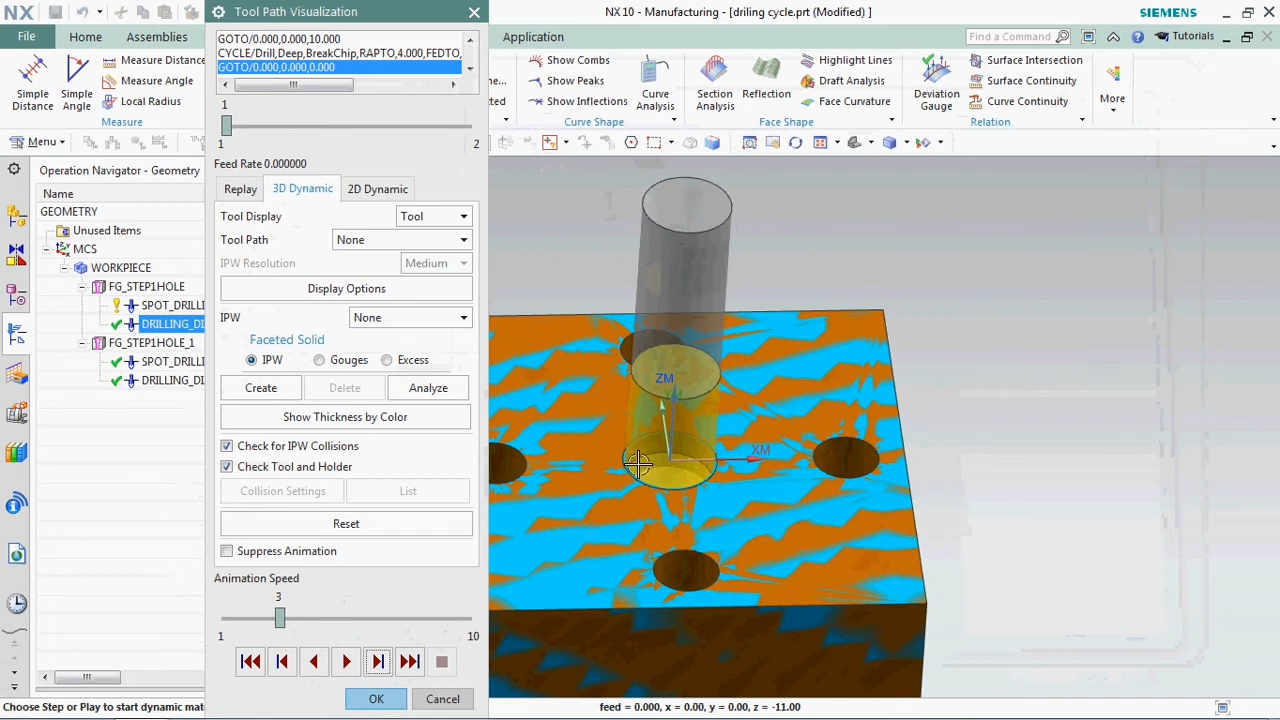 NX
Tool Path Visualization
NX 10 - Manufacturing - [driling cycle.prt (Modified) ]
SIEMENS
File
Home
Assemblies
Application
Find a Command
Tutorials
GOTO/0.000,0.000,10.000
CYCLE/Drill,Deep,BreakChip,RAPTO,4.000,FEDTO,
GOTO/0.000,0.000,0.000
Simple Distance
Simple Angle
Measure Distance
Measure Angle
Local Radius
Measure
Show Combs
Show Peaks
Show Inflections
Curve Analysis
Curve Shape
Section Analysis
Reflection
Highlight Lines
Draft Analysis
Face Curvature
Face Shape
Deviation Gauge
Surface Intersection
Surface Continuity
Curve Continuity
Relation
More
Menu
1
1
2
Feed Rate 0.000000
Replay
3D Dynamic
2D Dynamic
Tool Display
Tool
Tool Path
None
IPW Resolution
Medium
Display Options
IPW
None
Faceted Solid
IPW
Gouges
Excess
Create
Delete
Analyze
Show Thickness by Color
Check for IPW Collisions
Check Tool and Holder
Collision Settings
List
Reset
Suppress Animation
Animation Speed
3
1
10
OK
Cancel
Operation Navigator - Geometry
Name
GEOMETRY
Unused Items
MCS
WORKPIECE
FG_STEP1HOLE
SPOT_DRILLI
DRILLING_DI
FG_STEP1HOLE_1
SPOT_DRILLI
DRILLING_DI
ZM
XM
Choose Step or Play to start dynamic mat
feed = 0.000, x = 0.00, y = 0.00, z = -11.00